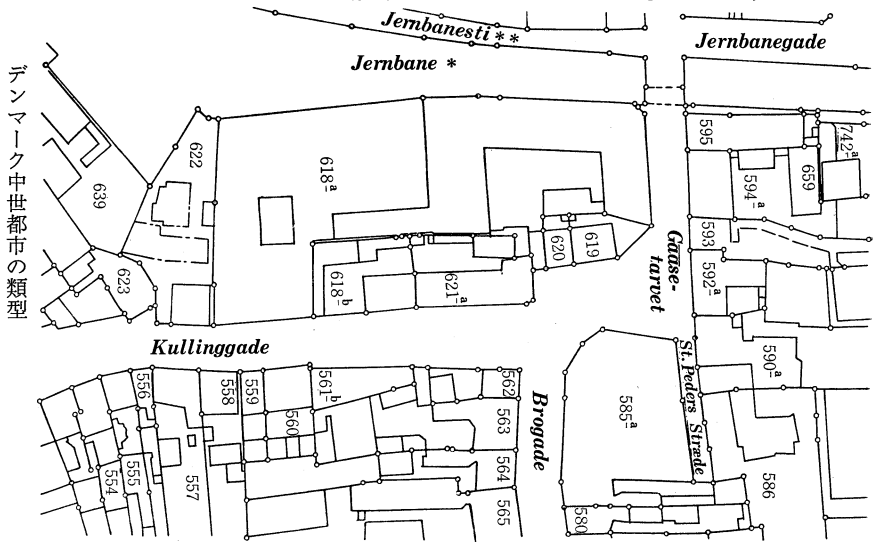 デンマーク中世都市の類型
Jernbanesti **
Jernbanegade
Jernbane *
595
742ª
659
594ª
622
618ª
639
593
Gaase-
tarvet
619
620
592ª
623
618ᵇ
621ª
Kullinggade
St. Peders Stræde
590ª
556
558
559
561ᵇ
562
Brogade
585ª
560
563
564
555
554
557
565
586
580